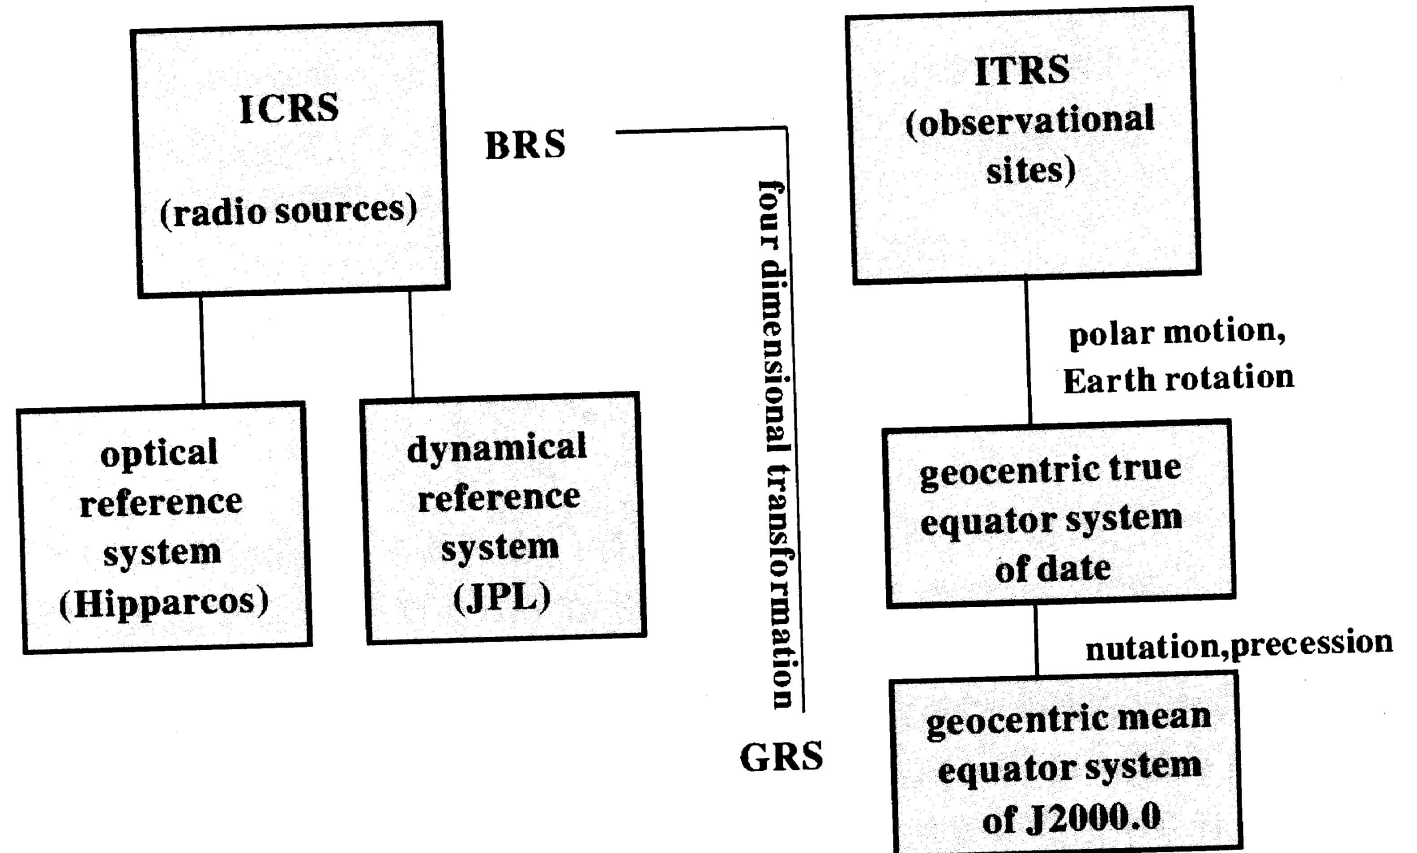 ICRS
(radio sources)
BRS
ITRS
(observational
sites)
four dimensional transformation
polar motion,
Earth rotation
optical
reference
system
(Hipparcos)
dynamical
reference
system
(JPL)
geocentric true
equator system
of date
nutation,precession
GRS
geocentric mean
equator system
of J2000.0